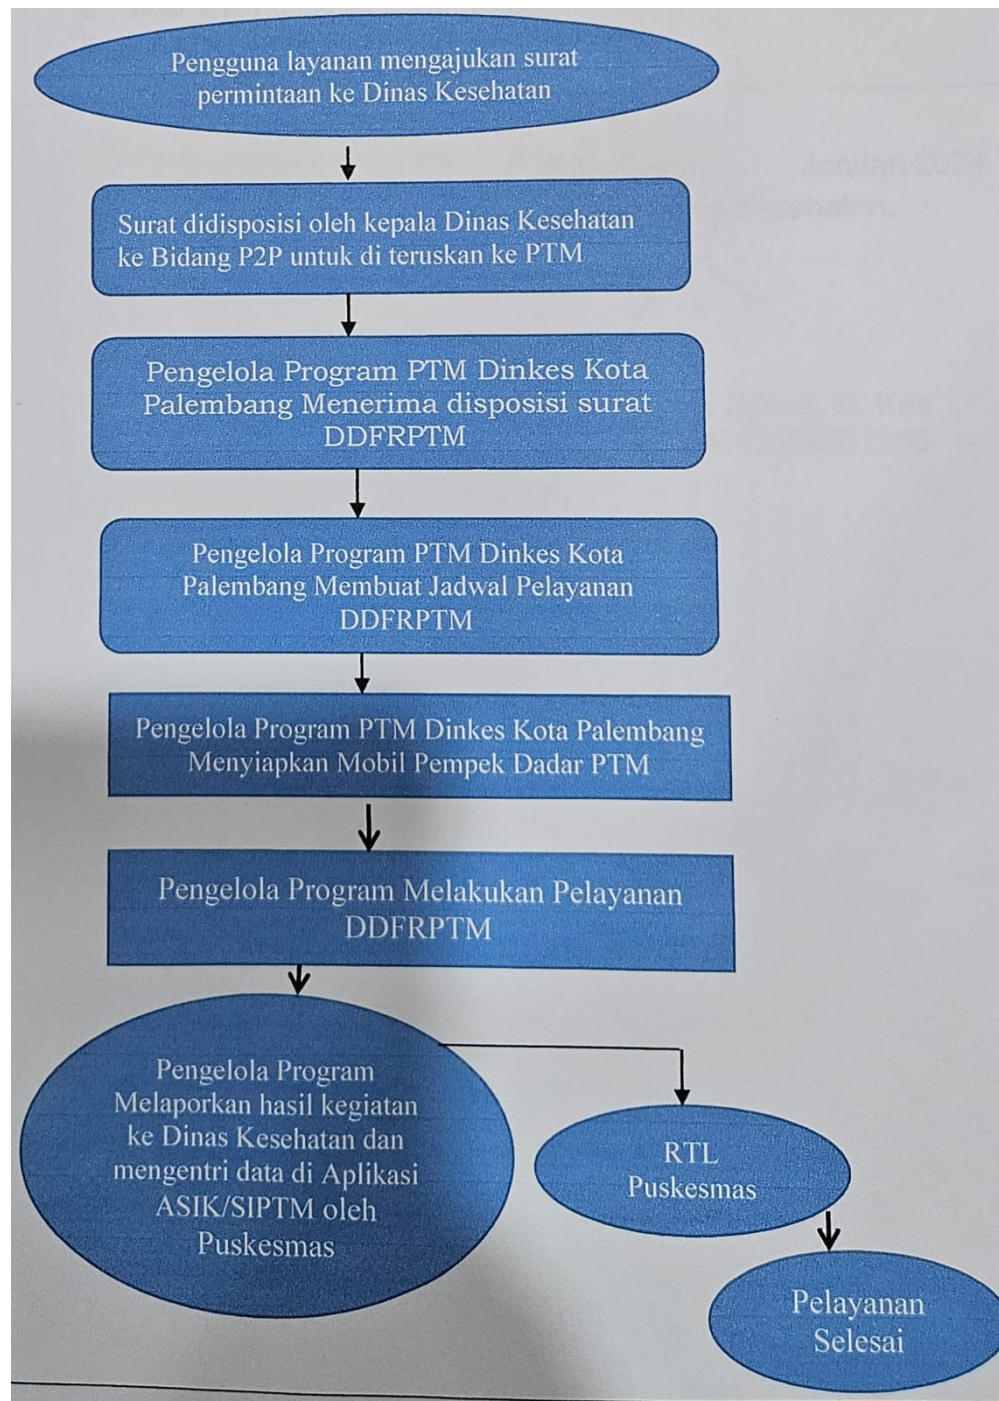 Pengguna layanan mengajukan surat
permintaan ke Dinas Kesehatan
Januari 2024
Surat didisposisi oleh kepala Dinas Kesehatan
ke Bidang P2P untuk di teruskan ke PTM
Pengelola Program PTM Dinkes Kota
Palembang Menerima disposisi surat
DDFRPTM
Pengelola Program PTM Dinkes Kota
Palembang Membuat Jadwal Pelayanan
DDFRPTM
Pengelola Program PTM Dinkes Kota Palembang
Menyiapkan Mobil Pempek Dadar PTM
Pengelola Program Melakukan Pelayanan
DDFRPTM
Pengelola Program
Melaporkan hasil kegiatan
ke Dinas Kesehatan dan
mengentri data di Aplikasi
ASIK/SIPTM oleh
Puskesmas
RTL
Puskesmas
Pelayanan
Selesai